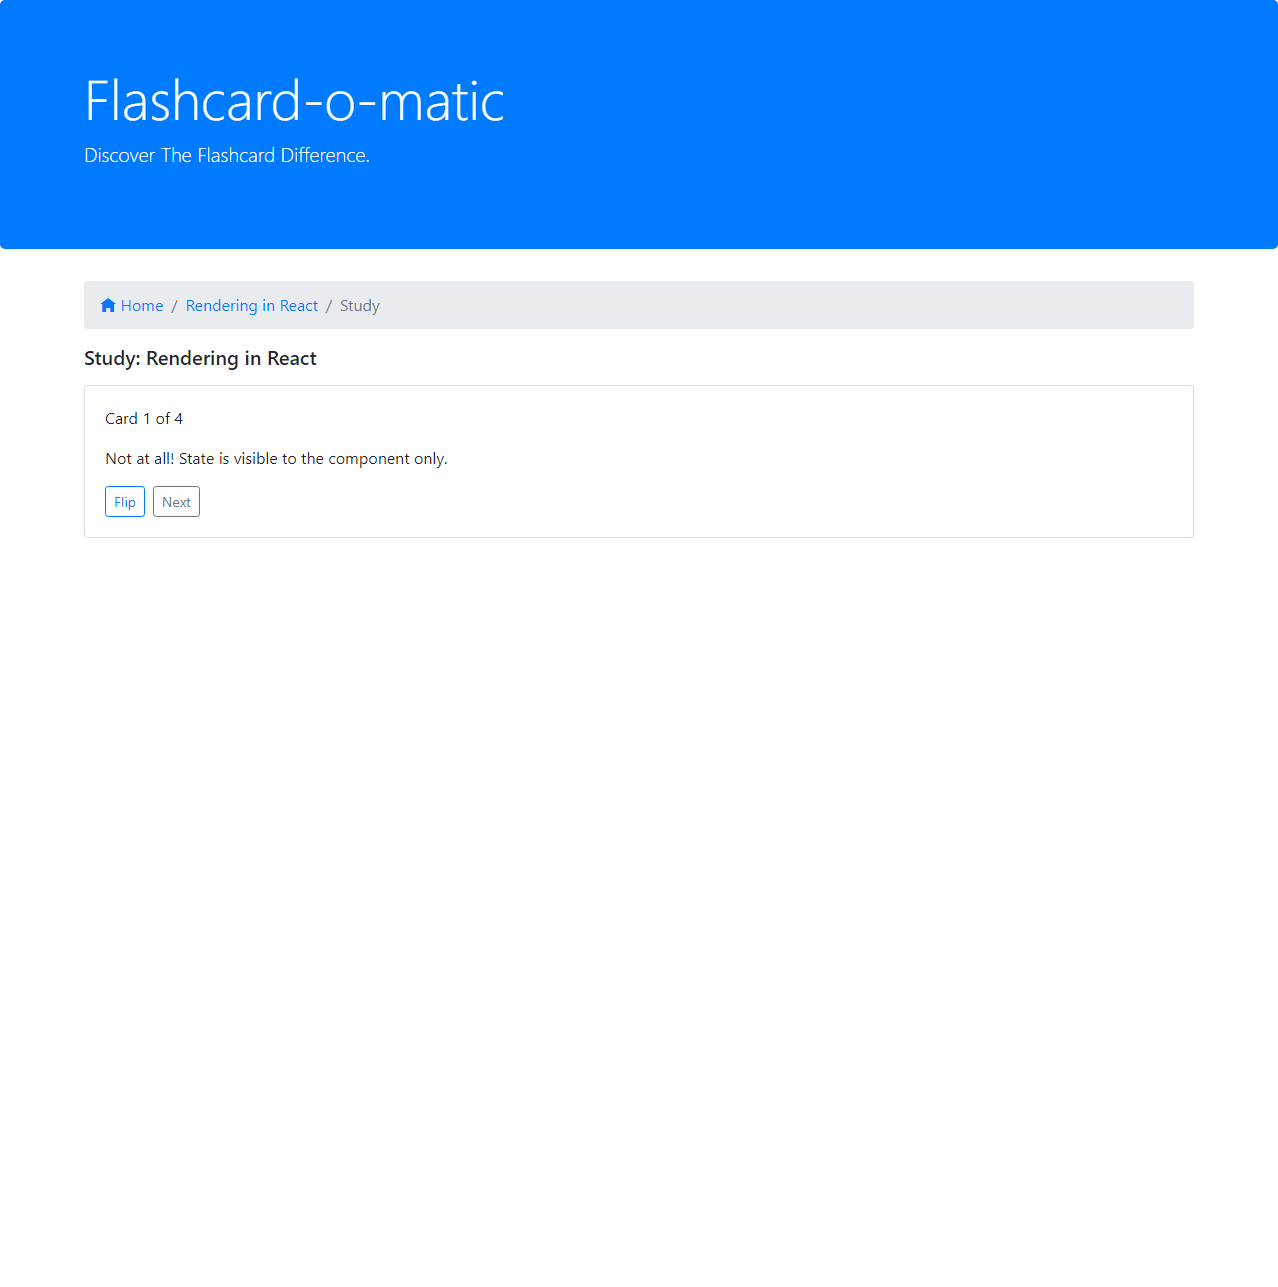 Flashcard-o-matic
Discover The Flashcard Difference.
Home / Rendering in React / Study
Study: Rendering in React
Card 1 of 4
Not at all! State is visible to the component only.
Flip Next